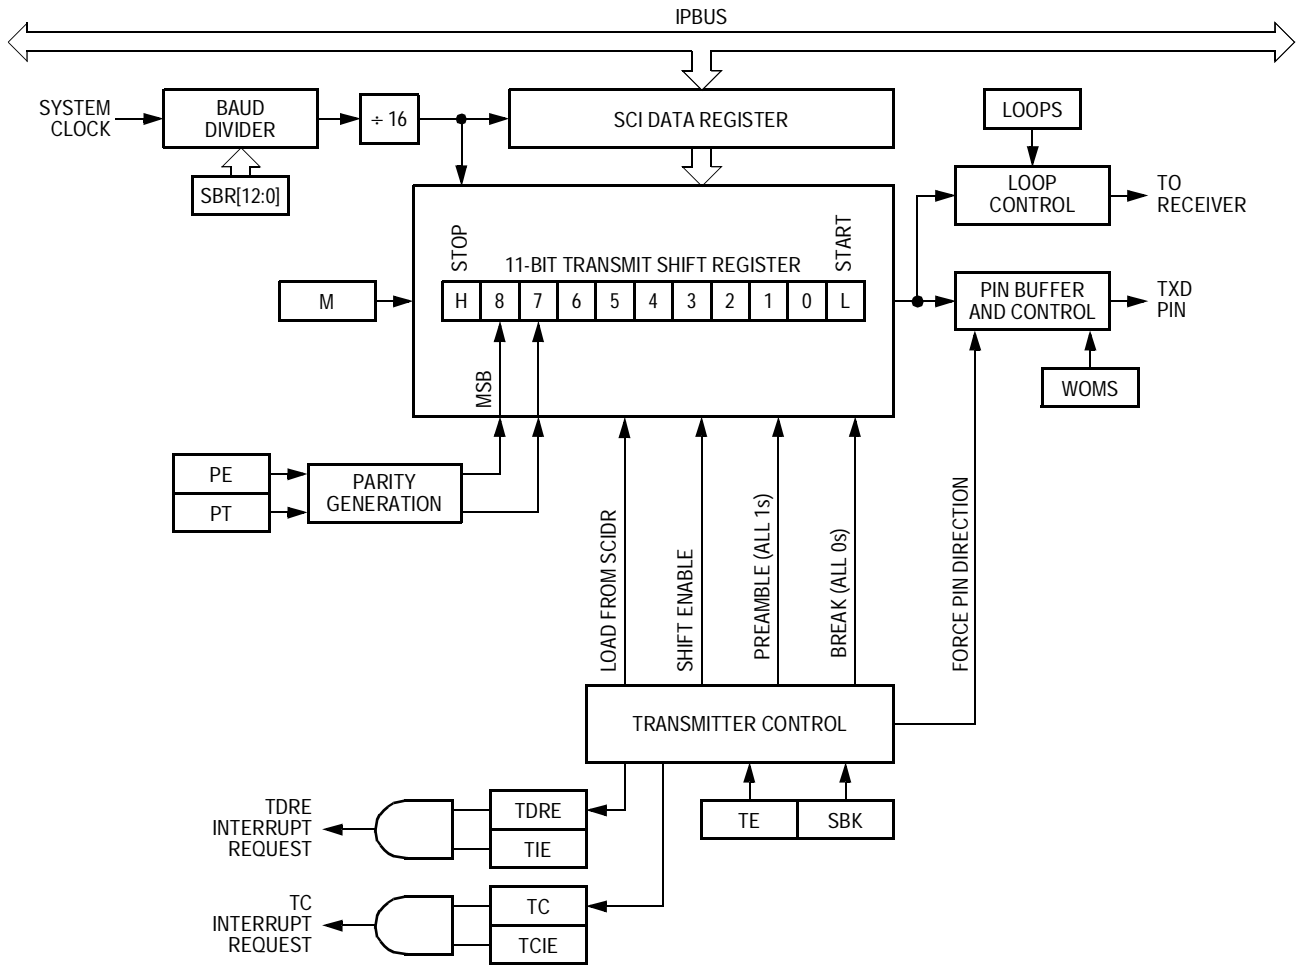 IPBUS
SYSTEM
CLOCK
BAUD
DIVIDER
÷ 16
SCI DATA REGISTER
LOOPS
SBR[12:0]
LOOP
CONTROL
TO
RECEIVER
STOP
11-BIT TRANSMIT SHIFT REGISTER
START
M
H 8 7 6 5 4 3 2 1 0 L
PIN BUFFER
AND CONTROL
TXD
PIN
MSB
WOMS
PE
PT
PARITY
GENERATION
LOAD FROM SCIDR
SHIFT ENABLE
PREAMBLE (ALL 1s)
BREAK (ALL 0s)
FORCE PIN DIRECTION
TRANSMITTER CONTROL
TDRE
INTERRUPT
REQUEST
TDRE
TIE
TE
SBK
TC
INTERRUPT
REQUEST
TC
TCIE